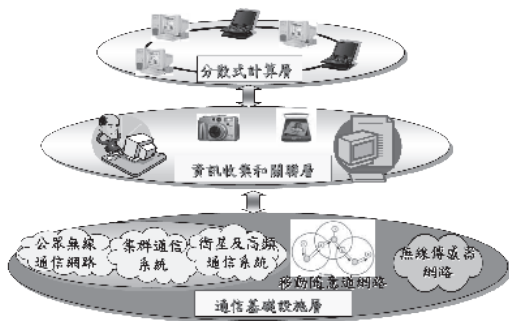 分散式計算層
資訊收集和關聯層
公眾無線
通信網路
集群通信
系統
衛星及高頻
通信系統
移動隨意通網路
無線傳感器
網路
通信基礎設施層